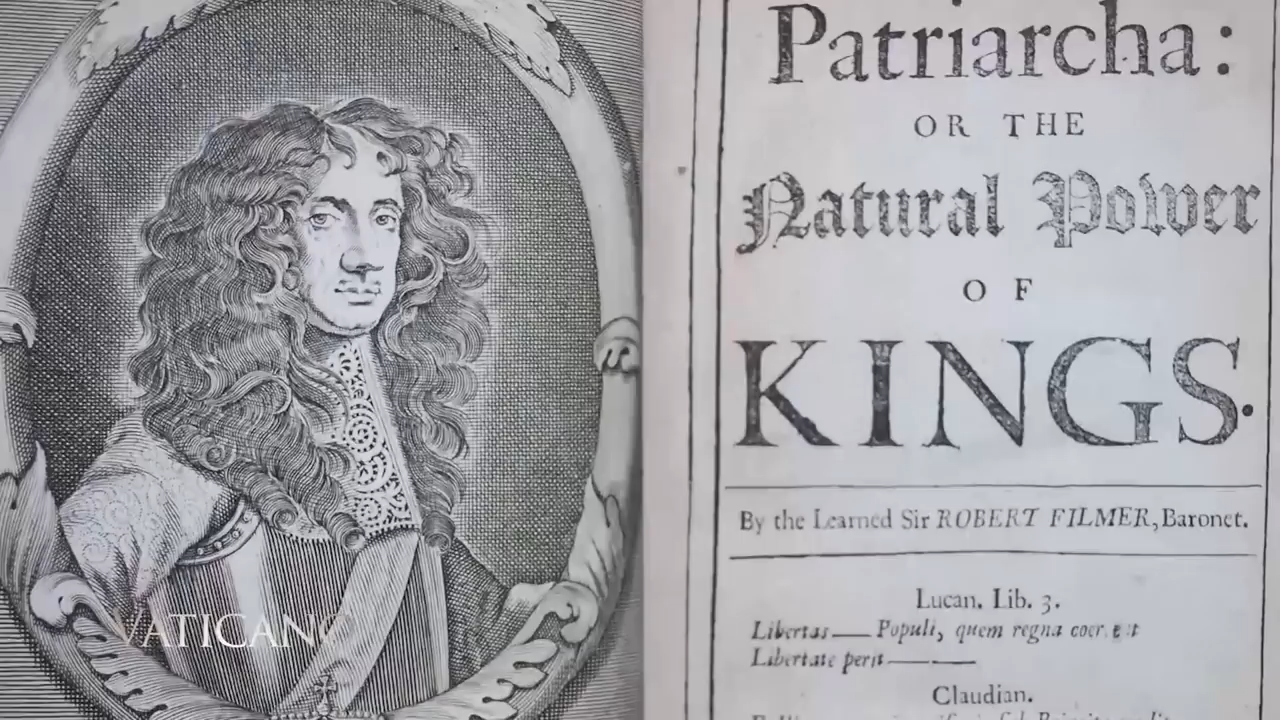 Patriarcha:
OR THE
Natural Power
OF
KINGS.
By the Learned Sir ROBERT FILMER, Baronet.
Lucan. Lib. 3.
Libertas—— Populi, quem regna coercent
Libertate perit————
Claudian.
VATICANO